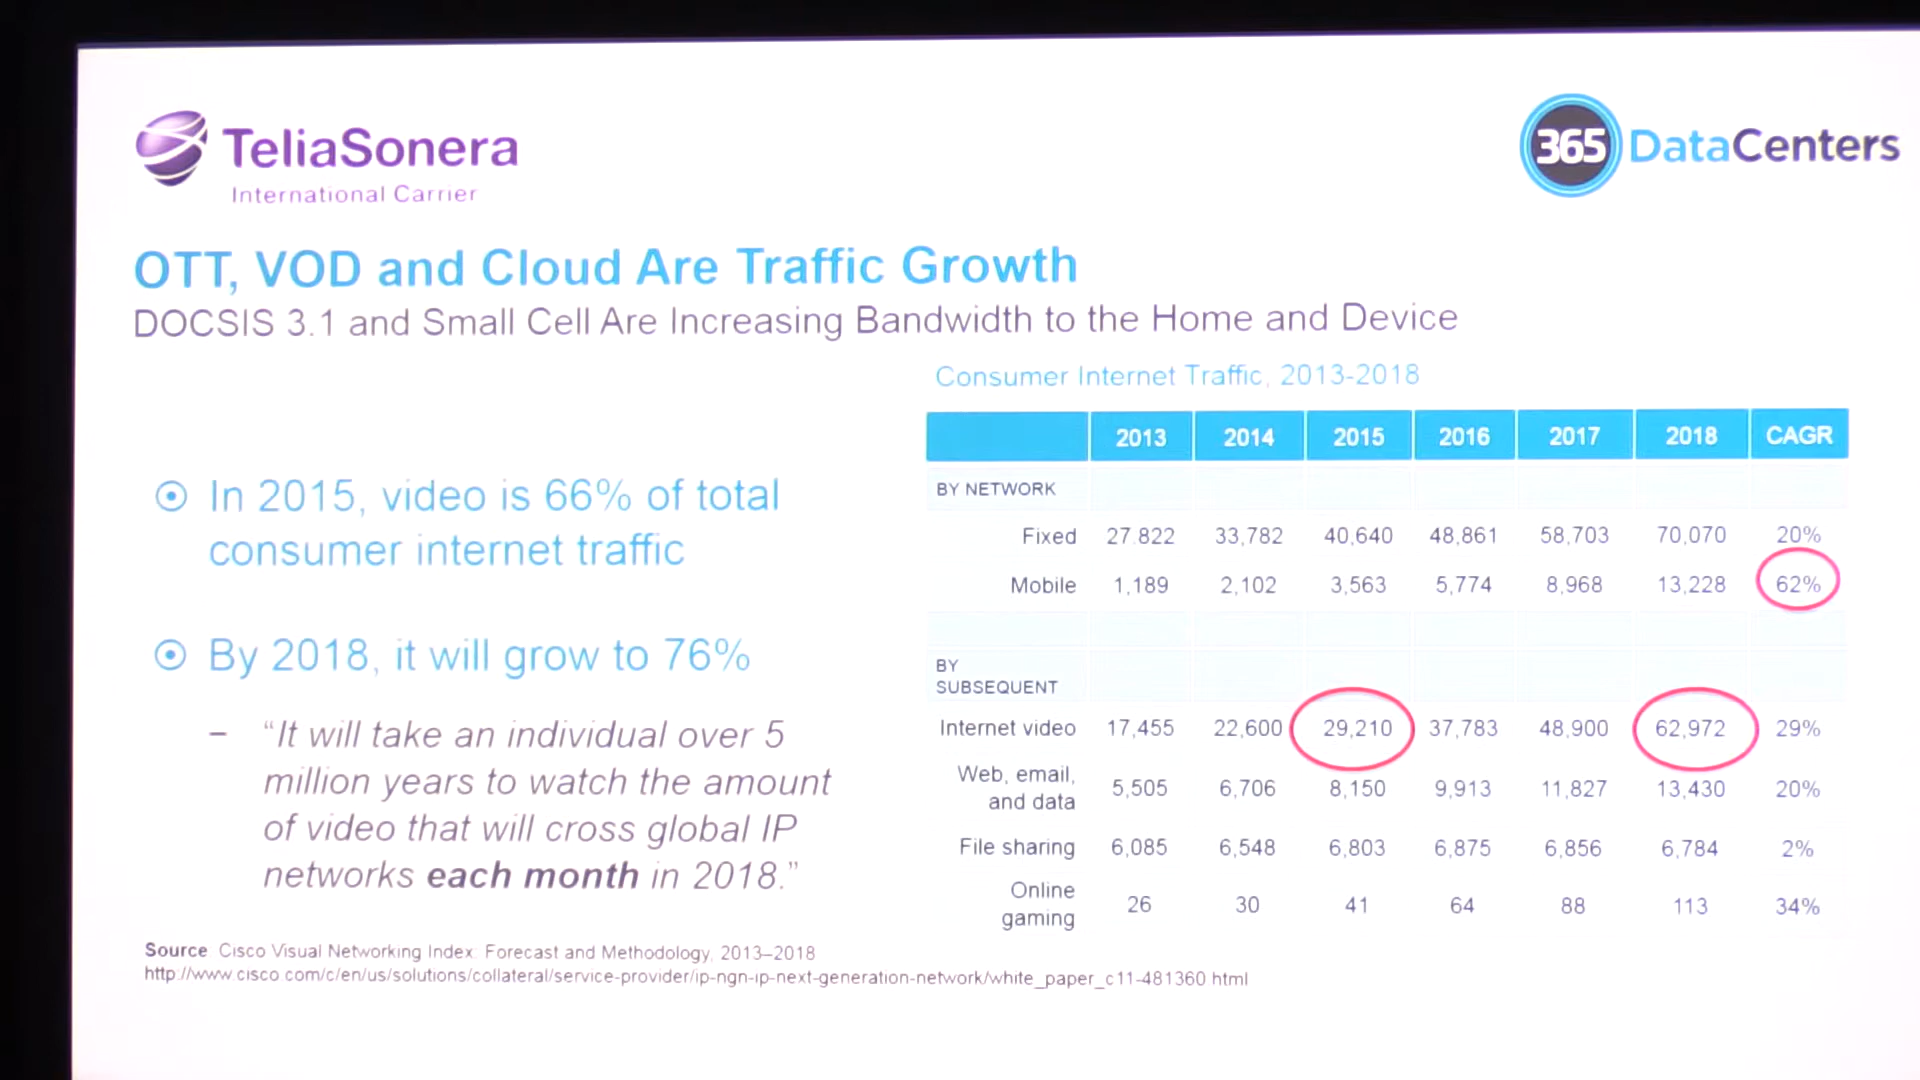 TeliaSonera
International Carrier
365 DataCenters
OTT, VOD and Cloud Are Traffic Growth
DOCSIS 3.1 and Small Cell Are Increasing Bandwidth to the Home and Device
In 2015, video is 66% of total
consumer internet traffic
By 2018, it will grow to 76%
– “It will take an individual over 5
million years to watch the amount
of video that will cross global IP
networks each month in 2018.”
Consumer Internet Traffic, 2013-2018
2013 2014 2015 2016 2017 2018 CAGR
BY NETWORK
Fixed 27,822 33,782 40,640 48,861 58,703 70,070 20%
Mobile 1,189 2,102 3,563 5,774 8,968 13,228 62%
BY
SUBSEQUENT
Internet video 17,455 22,600 29,210 37,783 48,900 62,972 29%
Web, email,
and data 5,505 6,706 8,150 9,913 11,827 13,430 20%
File sharing 6,085 6,548 6,803 6,875 6,856 6,784 2%
Online
gaming 26 30 41 64 88 113 34%
Source: Cisco Visual Networking Index: Forecast and Methodology, 2013–2018
http://www.cisco.com/c/en/us/solutions/collateral/service-provider/ip-ngn-ip-next-generation-network/white_paper_c11-481360.html